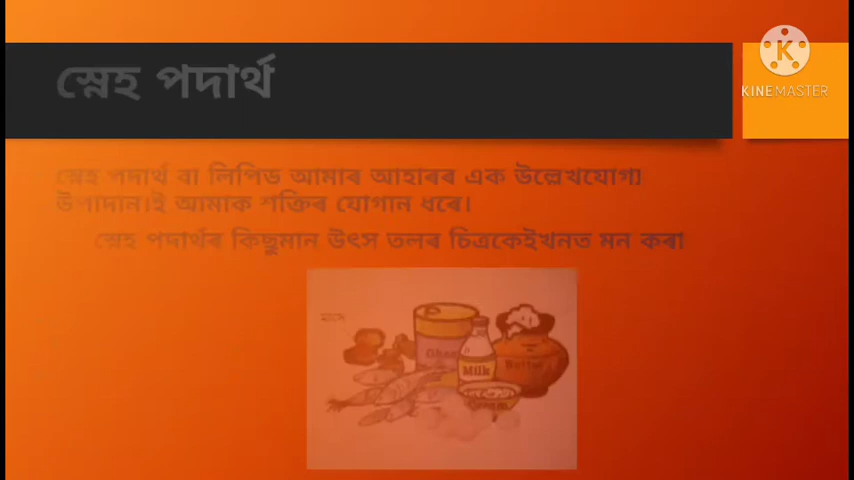 স্নেহ পদাৰ্থ
KINEMASTER
স্নেহ পদাৰ্থ বা লিপিড আমাৰ আহাৰৰ এক উল্লেখযোগ্য
উপাদান।ই আমাক শক্তিৰ যোগান ধৰে।
স্নেহ পদাৰ্থৰ কিছুমান উৎস তলৰ চিত্ৰকেইখনত মন কৰা
Ghee
Milk
Butter
Cream